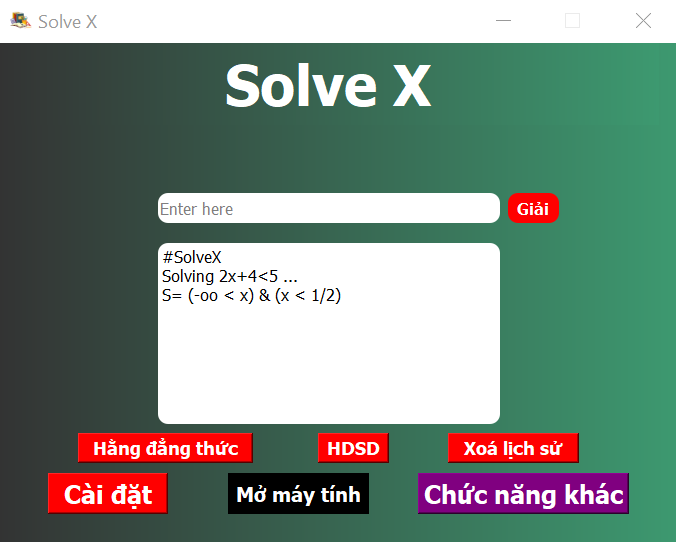 Solve X
Solve X
Enter here
Giải
#SolveX
Solving 2x+4<5 ...
S= (-oo < x) & (x < 1/2)
Hằng đẳng thức
HDSD
Xoá lịch sử
Cài đặt
Mở máy tính
Chức năng khác